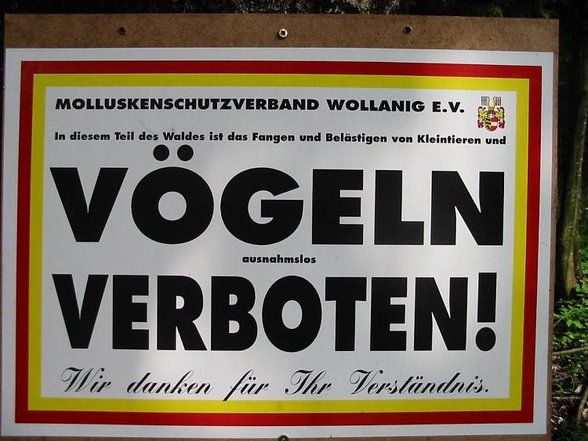 MOLLUSKENSCHUTZVERBAND WOLLANIG E.V.
In diesem Teil des Waldes ist das Fangen und Belästigen von Kleintieren und
VÖGELN
ausnahmslos
VERBOTEN!
Wir danken für Ihr Verständnis.